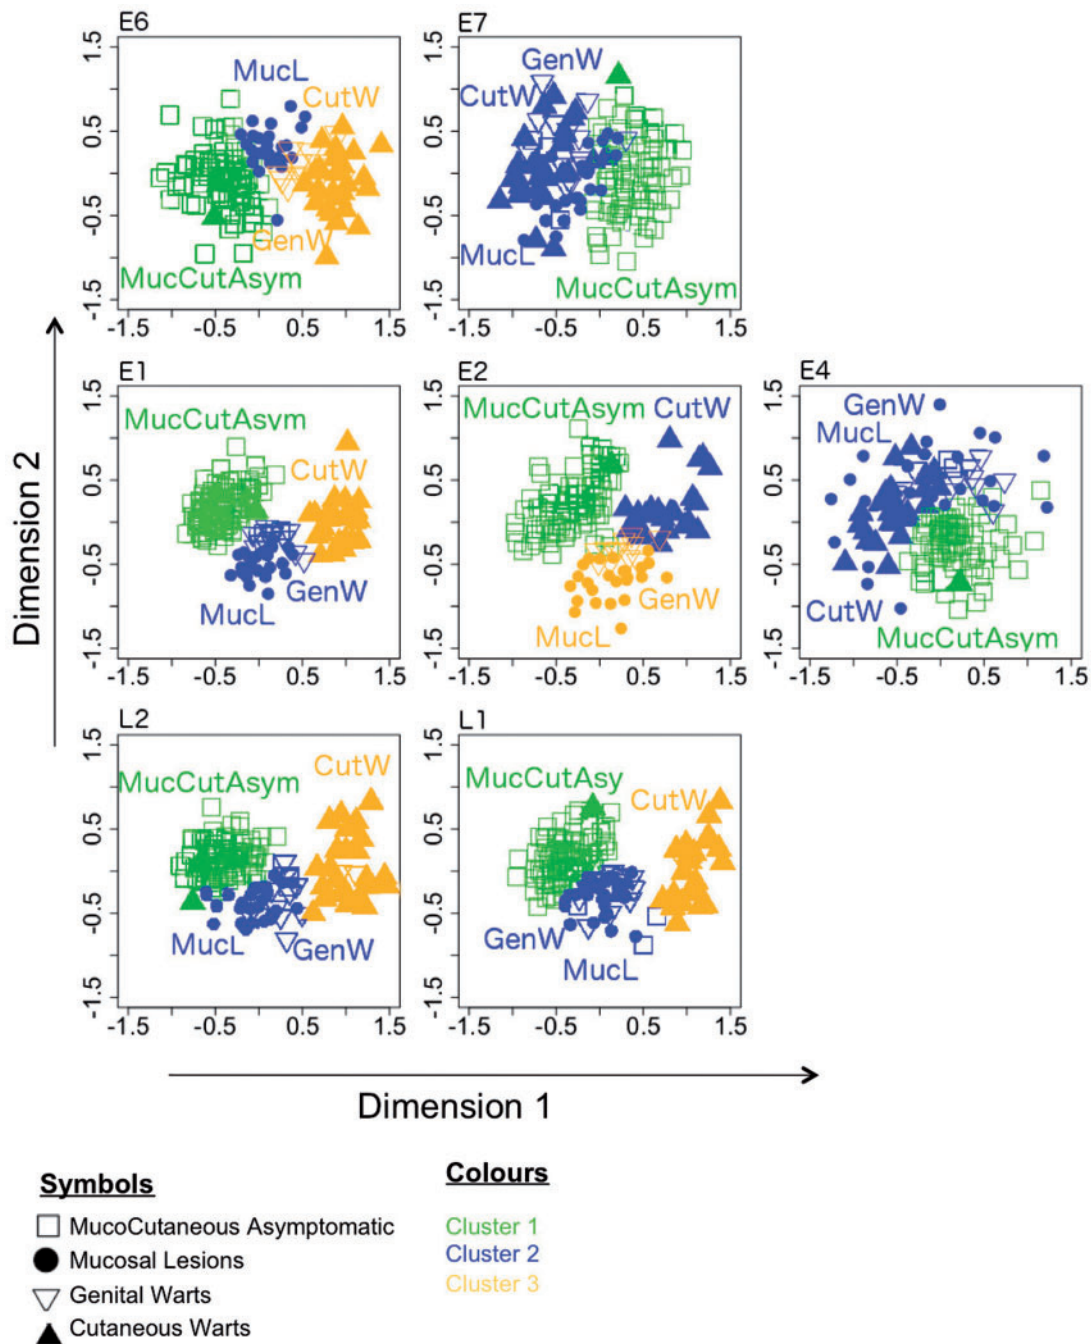 E6
E7
1.5
0.5
-0.5
-1.5
MucL
CutW
GenW
MucCutAsym
-1.5 -0.5 0.5 1.5
1.5
0.5
-0.5
-1.5
GenW
CutW
MucL
MucCutAsym
-1.5 -0.5 0.5 1.5
E1
E2
E4
1.5
0.5
-0.5
-1.5
MucCutAsym
CutW
GenW
MucL
-1.5 -0.5 0.5 1.5
1.5
0.5
-0.5
-1.5
MucCutAsym CutW
GenW
MucL
-1.5 -0.5 0.5 1.5
1.5
0.5
-0.5
-1.5
GenW
MucL
CutW
MucCutAsym
-1.5 -0.5 0.5 1.5
L2
L1
1.5
0.5
-0.5
-1.5
CutW
MucCutAsym
MucL
GenW
-1.5 -0.5 0.5 1.5
1.5
0.5
-0.5
-1.5
MucCutAsy
CutW
GenW
MucL
-1.5 -0.5 0.5 1.5
Dimension 2
Dimension 1
Symbols
MucoCutaneous Asymptomatic
Mucosal Lesions
Genital Warts
Cutaneous Warts
Colours
Cluster 1
Cluster 2
Cluster 3